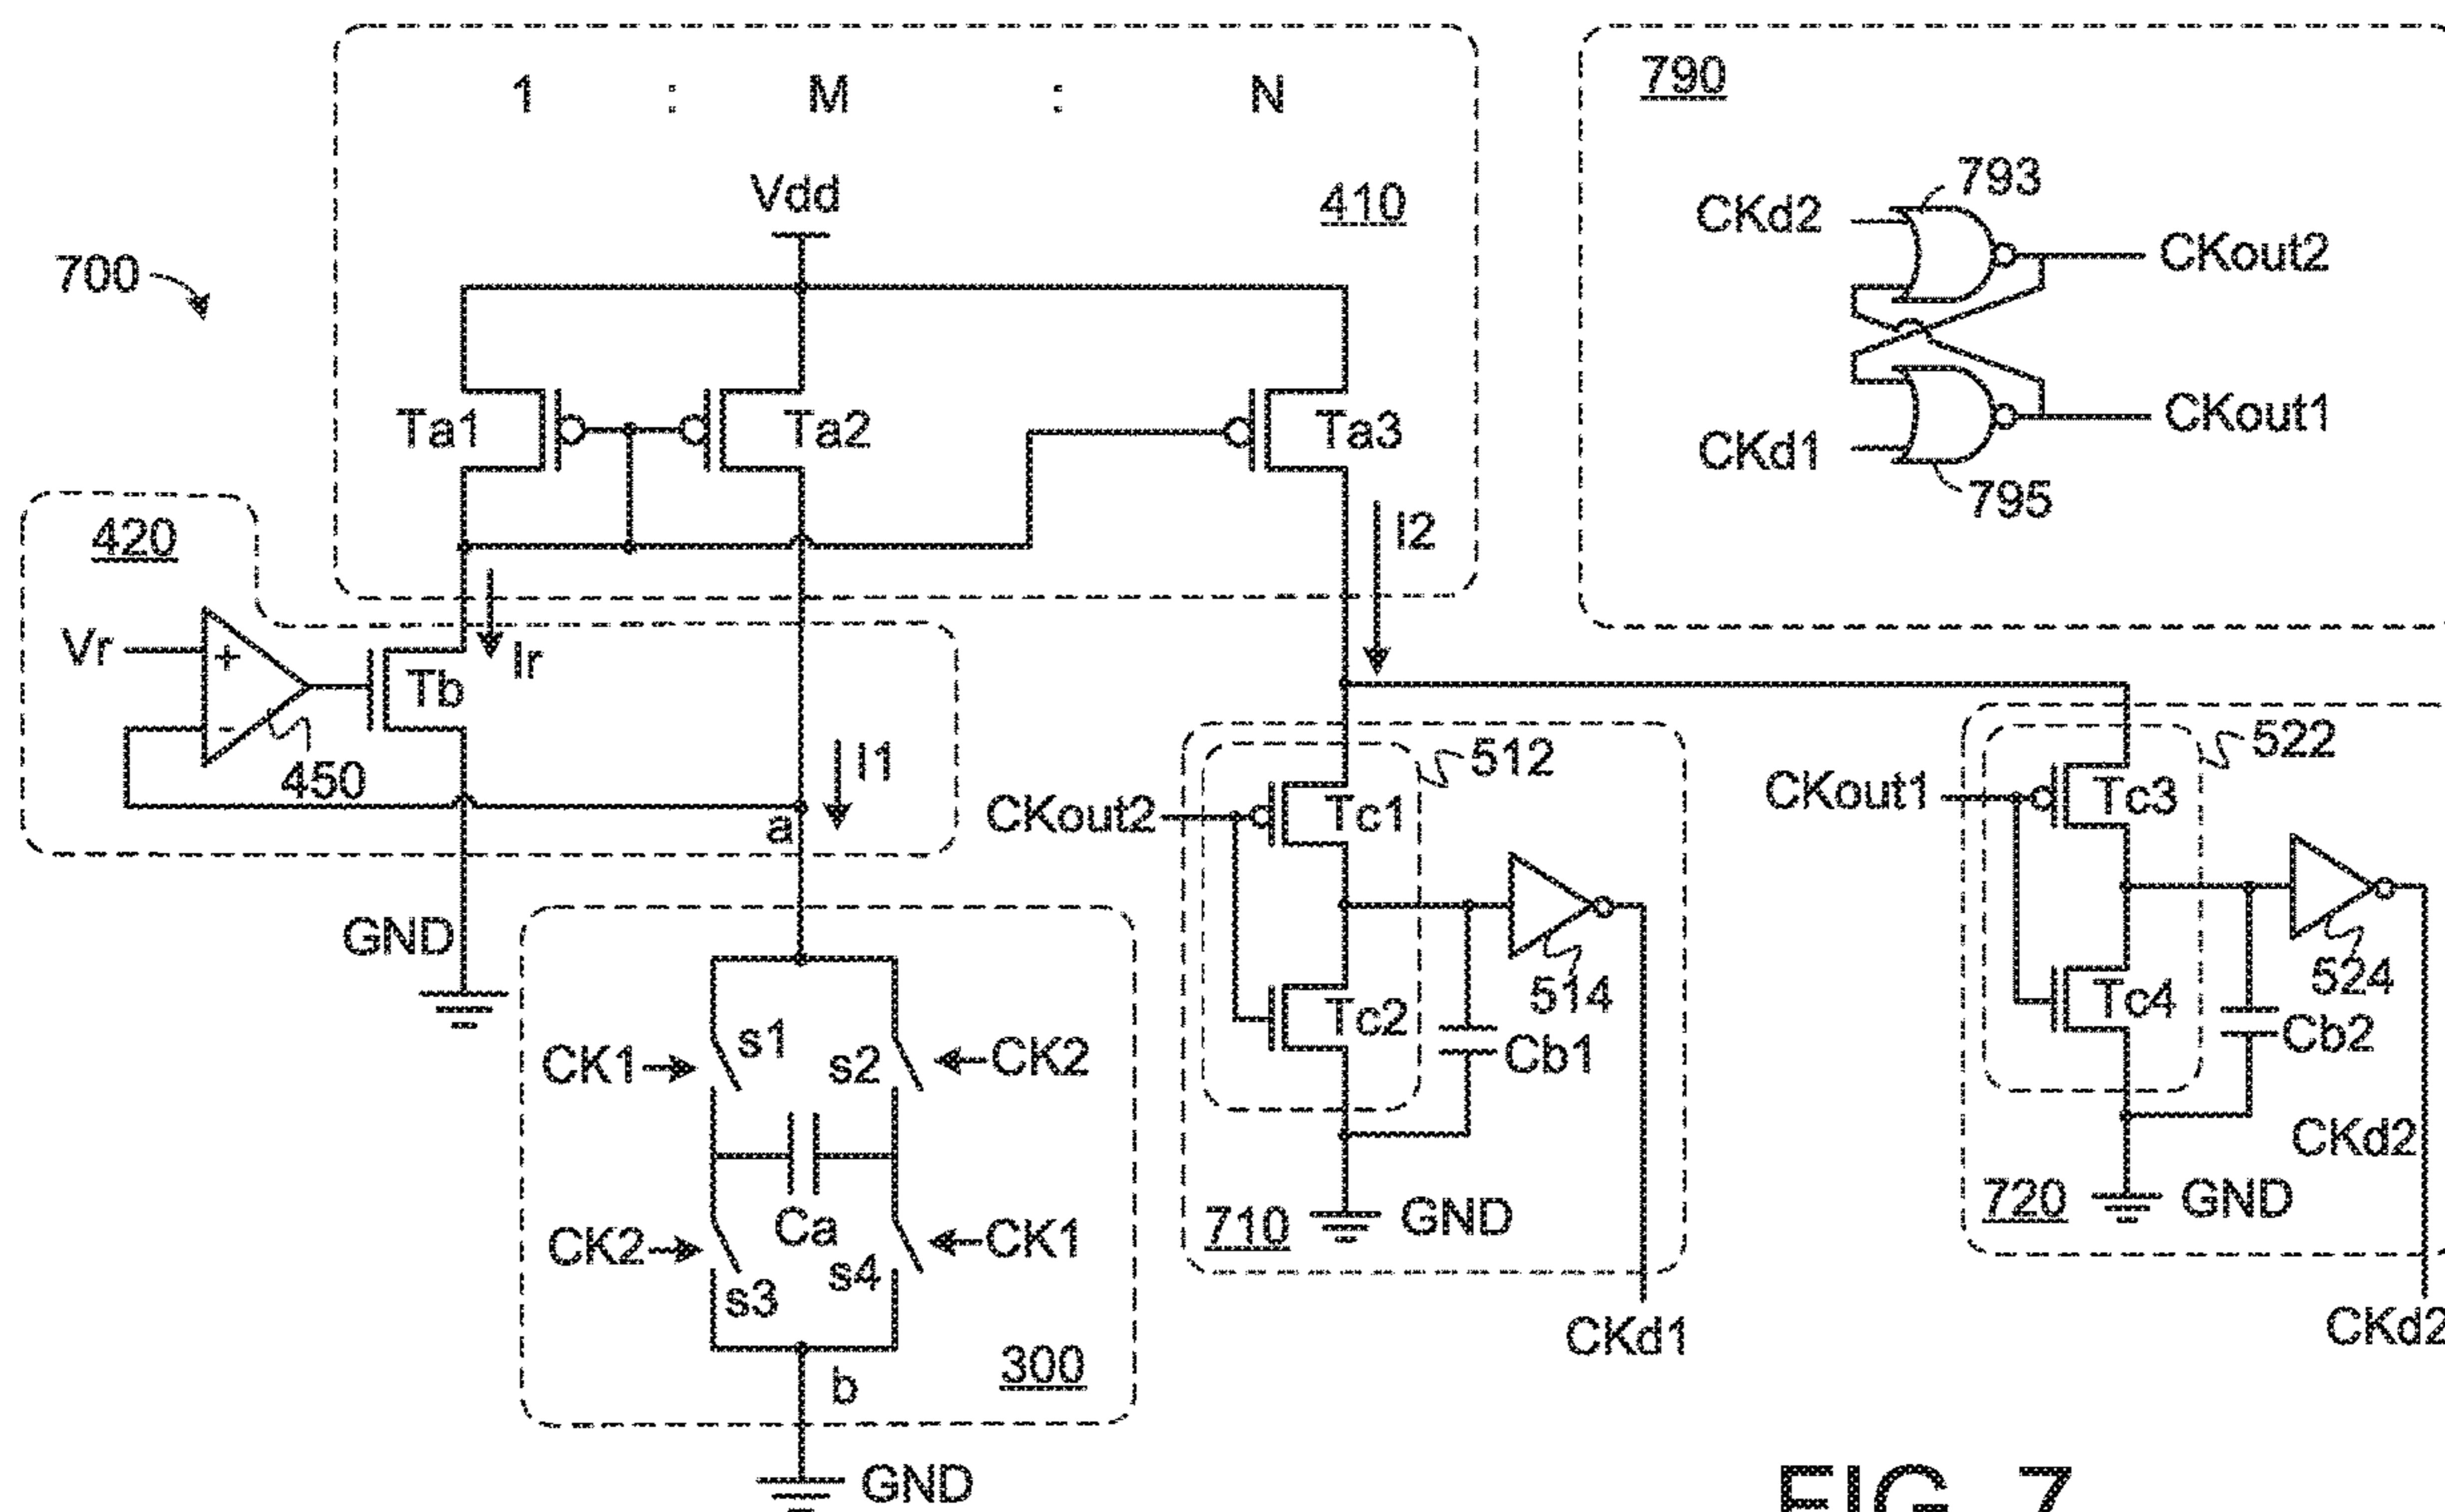 1 : M : N
790
Vdd
793
410
CKd2
CKout2
700
Ta1
Ta2
Ta3
CKout1
CKd1
795
420
I2
Vr
+
Ir
Tb
-
450
I1
a
512
522
CKout2
Tc1
CKout1
Tc3
GND
514
524
Tc2
Tc4
Cb1
Cb2
CK1
s1
s2
CK2
CKd2
Ca
CK2
CK1
s3
s4
710
GND
720
GND
CKd1
CKd2
300
b
GND
FIG. 7